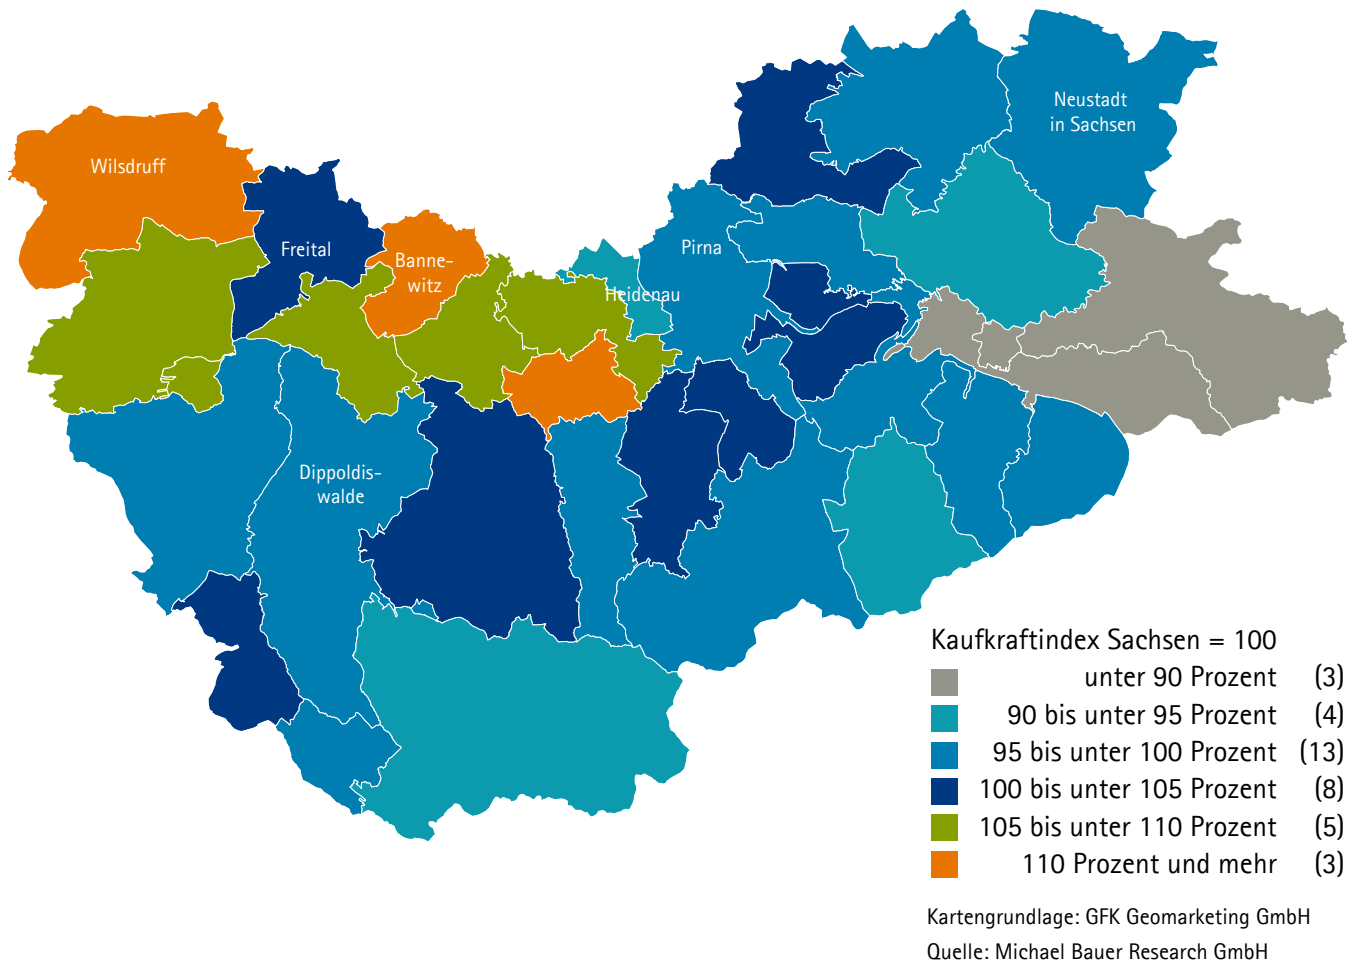 Neustadt
in Sachsen
Wilsdruff
Freital
Banne-
witz
Pirna
Heidenau
Dippoldis-
walde
Kaufkraftindex Sachsen = 100
unter 90 Prozent (3)
90 bis unter 95 Prozent (4)
95 bis unter 100 Prozent (13)
100 bis unter 105 Prozent (8)
105 bis unter 110 Prozent (5)
110 Prozent und mehr (3)
Kartengrundlage: GFK Geomarketing GmbH
Quelle: Michael Bauer Research GmbH